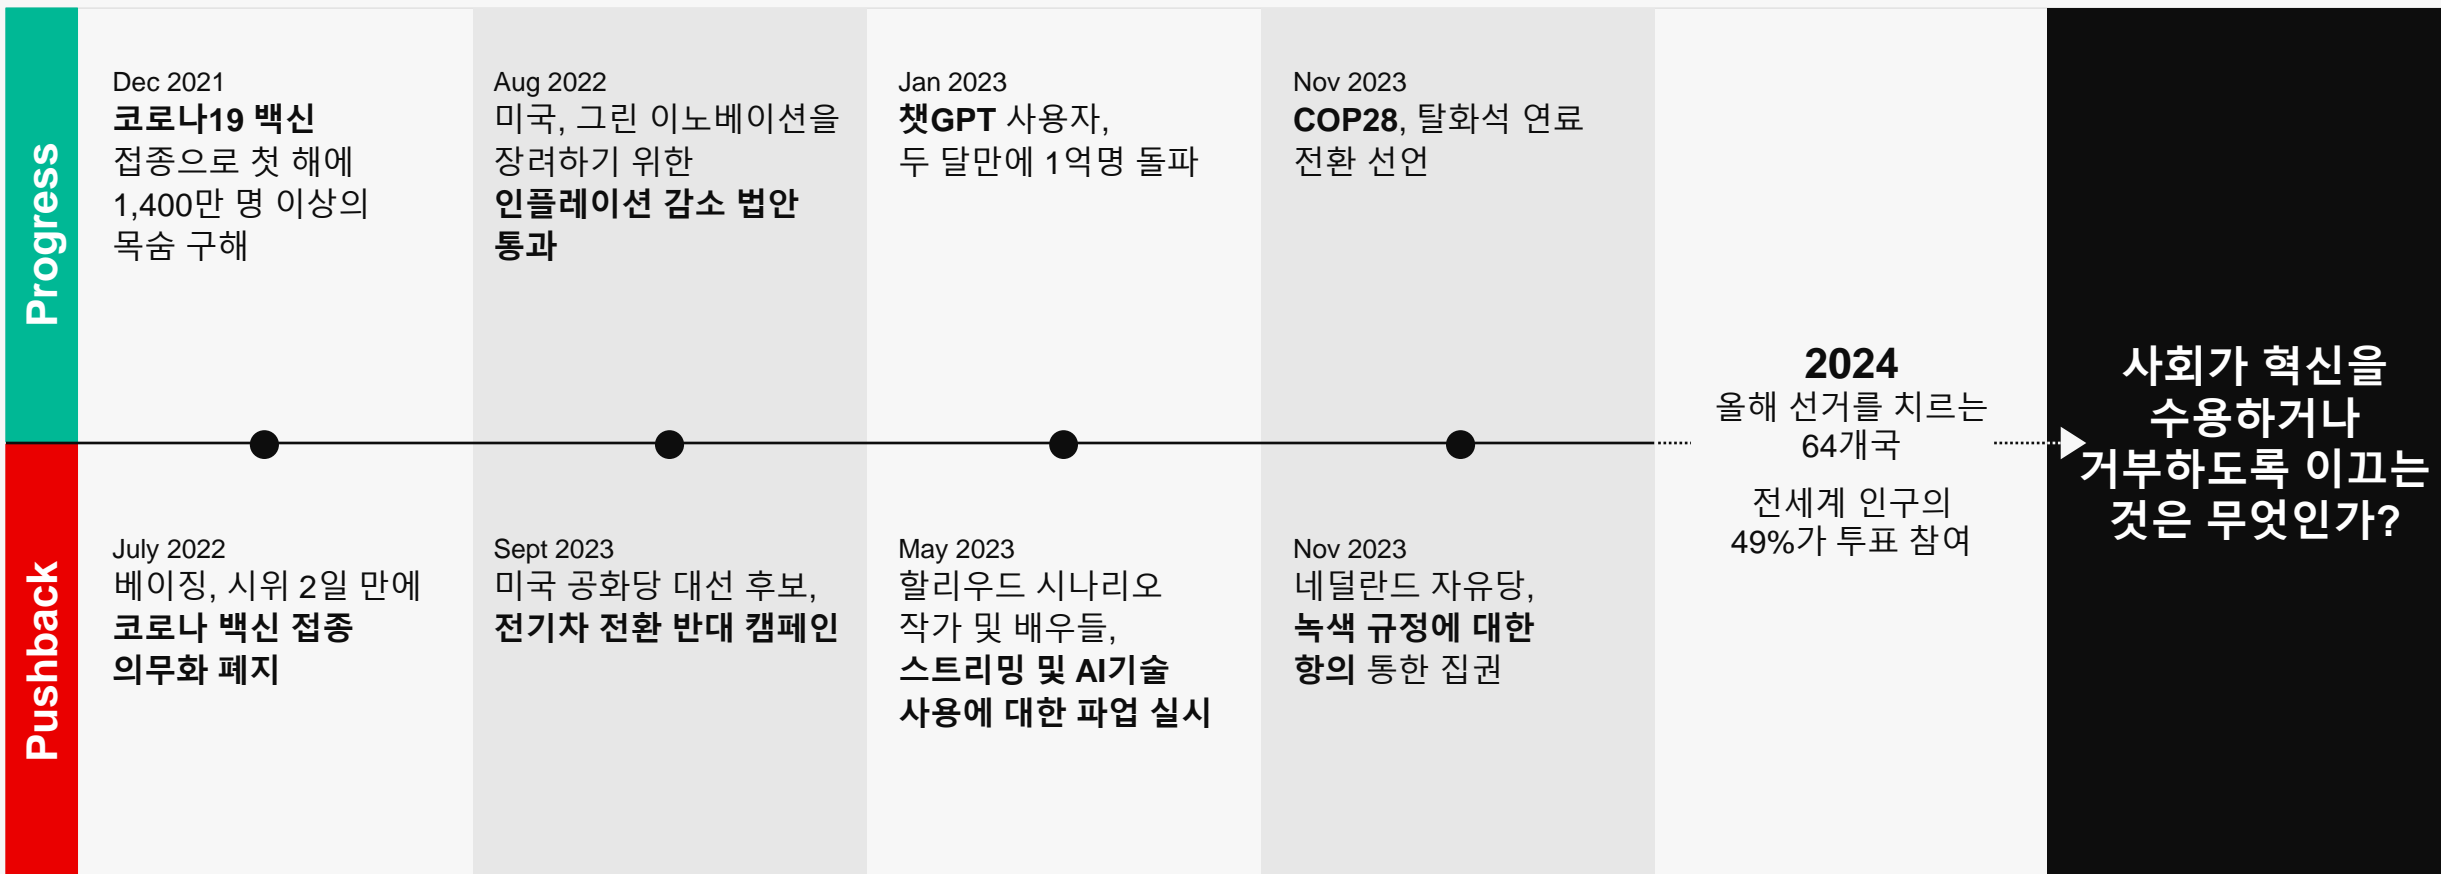 Progress
Dec 2021
코로나19 백신
접종으로 첫 해에
1,400만 명 이상의
목숨 구해
Aug 2022
미국, 그린 이노베이션을
장려하기 위한
인플레이션 감소 법안
통과
Jan 2023
챗GPT 사용자,
두 달만에 1억명 돌파
Nov 2023
COP28, 탈화석 연료
전환 선언
Pushback
July 2022
베이징, 시위 2일 만에
코로나 백신 접종
의무화 폐지
Sept 2023
미국 공화당 대선 후보,
전기차 전환 반대 캠페인
May 2023
할리우드 시나리오
작가 및 배우들,
스트리밍 및 AI기술
사용에 대한 파업 실시
Nov 2023
네덜란드 자유당,
녹색 규정에 대한
항의 통한 집권
2024
올해 선거를 치르는
64개국
전세계 인구의
49%가 투표 참여
사회가 혁신을
수용하거나
거부하도록 이끄는
것은 무엇인가?